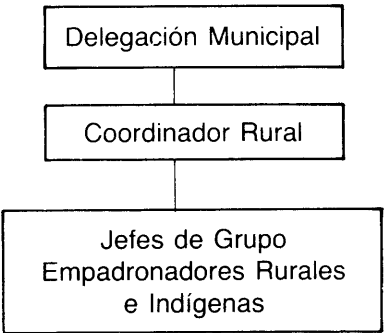 Delegación Municipal
Coordinador Rural
Jefes de Grupo
Empadronadores Rurales
e Indígenas